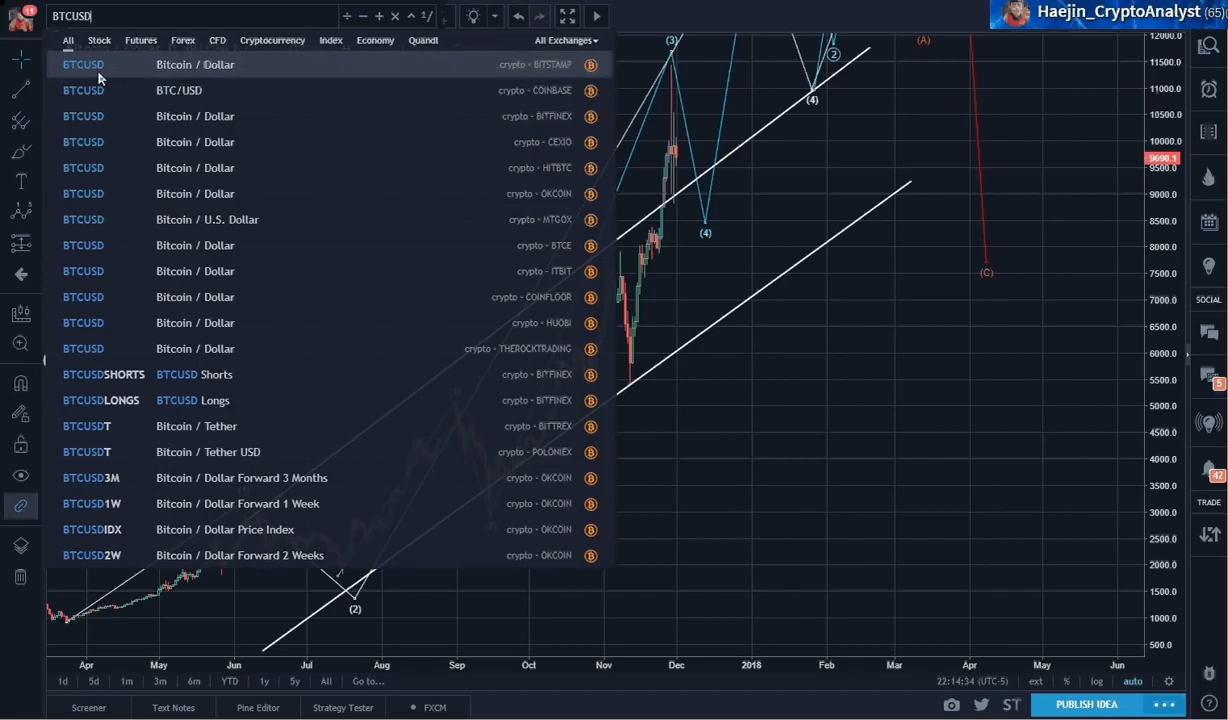 BTCUSD
Haejin_CryptoAnalyst (65)
11
All Stock Futures Forex CFD Cryptocurrency Index Economy Quandl All Exchanges
BTCUSD Bitcoin / Dollar crypto - BITSTAMP
BTCUSD BTC/USD crypto - COINBASE
BTCUSD Bitcoin / Dollar crypto - BITFINEX
BTCUSD Bitcoin / Dollar crypto - CEXIO
BTCUSD Bitcoin / Dollar crypto - HITBTC
BTCUSD Bitcoin / Dollar crypto - OKCOIN
BTCUSD Bitcoin / U.S. Dollar crypto - MTGOX
BTCUSD Bitcoin / Dollar crypto - BTCE
BTCUSD Bitcoin / Dollar crypto - ITBIT
BTCUSD Bitcoin / Dollar crypto - COINFLOOR
BTCUSD Bitcoin / Dollar crypto - HUOBI
BTCUSD Bitcoin / Dollar crypto - THEROCKTRADING
BTCUSDSHORTS BTCUSD Shorts crypto - BITFINEX
BTCUSDLONGS BTCUSD Longs crypto - BITFINEX
BTCUSDT Bitcoin / Tether crypto - BITTREX
BTCUSDT Bitcoin / Tether USD crypto - POLONIEX
BTCUSD3M Bitcoin / Dollar Forward 3 Months crypto - OKCOIN
BTCUSD1W Bitcoin / Dollar Forward 1 Week crypto - OKCOIN
BTCUSDIDX Bitcoin / Dollar Price Index crypto - OKCOIN
BTCUSD2W Bitcoin / Dollar Forward 2 Weeks crypto - OKCOIN
(3)
(4)
(4)
2
(A)
(C)
(2)
12000.0
11500.0
11000.0
10500.0
10000.0
9690.1
9500.0
9000.0
8500.0
8000.0
7500.0
7000.0
6500.0
6000.0
5500.0
5000.0
4500.0
4000.0
3500.0
3000.0
2500.0
2000.0
1500.0
1000.0
500.0
SOCIAL
5
42
TRADE
Apr May Jun Jul Aug Sep Oct Nov Dec 2018 Feb Mar Apr May Jun
1d 5d 1m 3m 6m YTD 1y 5y All Go to... 22:14:34 (UTC-5) ext % log auto
Screener Text Notes Pine Editor Strategy Tester FXCM ST PUBLISH IDEA